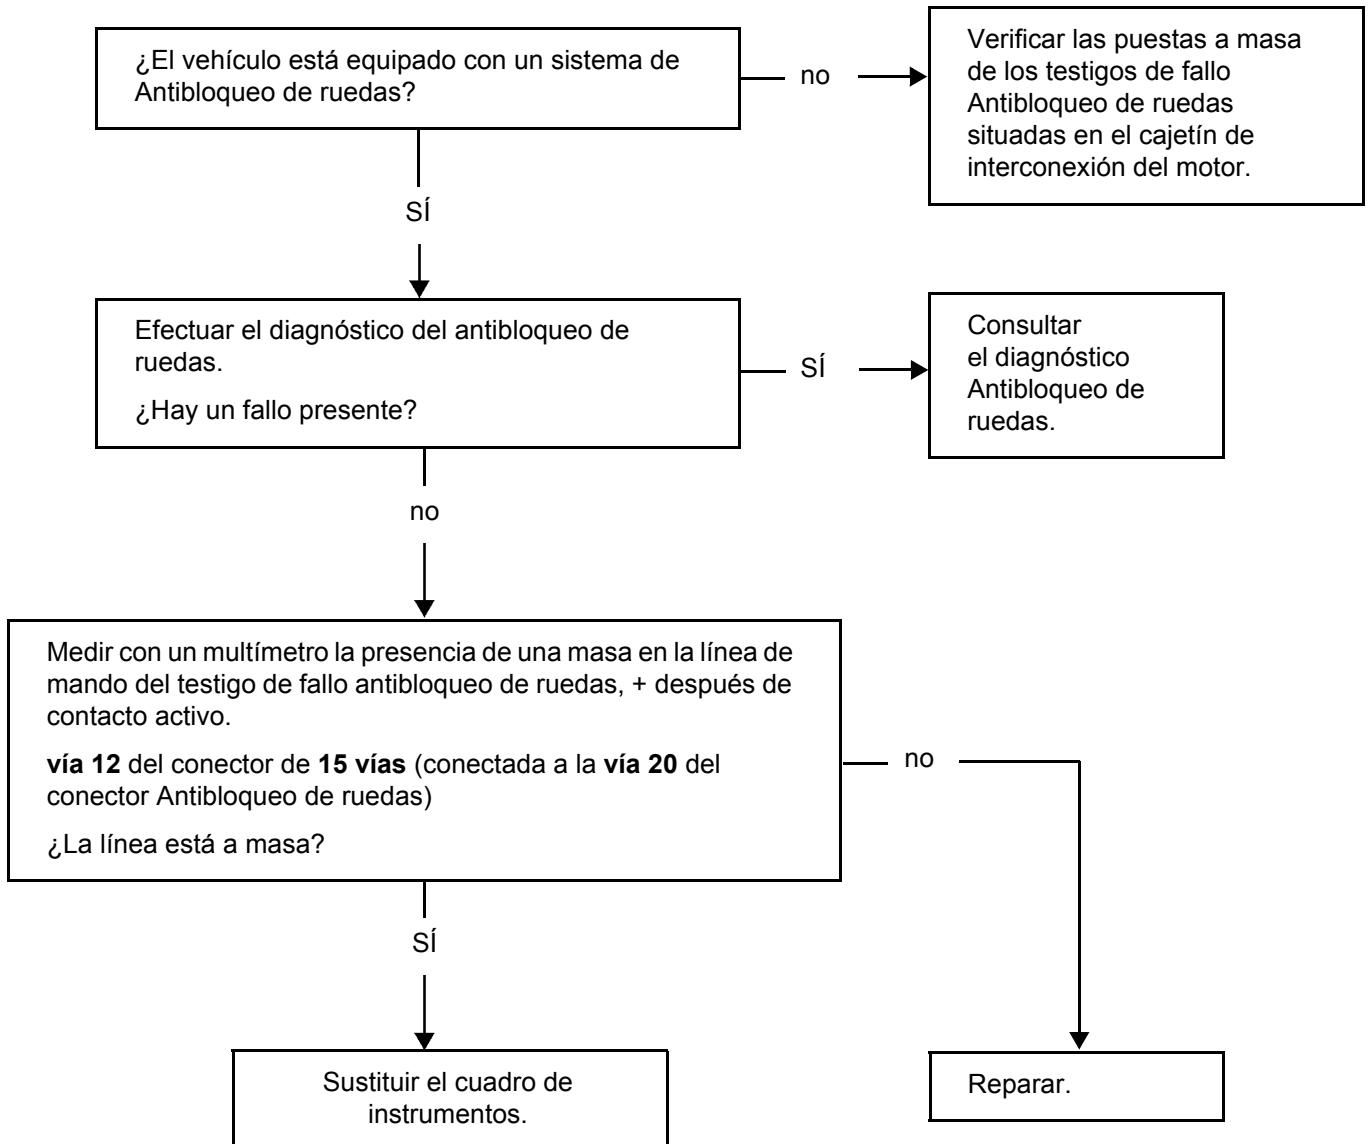 ¿El vehículo está equipado con un sistema de
Antibloqueo de ruedas?
no
Verificar las puestas a masa
de los testigos de fallo
Antibloqueo de ruedas
situadas en el cajetín de
interconexión del motor.
SÍ
Efectuar el diagnóstico del antibloqueo de
ruedas.
¿Hay un fallo presente?
SÍ
Consultar
el diagnóstico
Antibloqueo de
ruedas.
no
Medir con un multímetro la presencia de una masa en la línea de
mando del testigo de fallo antibloqueo de ruedas, + después de
contacto activo.
vía 12 del conector de 15 vías (conectada a la vía 20 del
conector Antibloqueo de ruedas)
¿La línea está a masa?
no
SÍ
Sustituir el cuadro de
instrumentos.
Reparar.